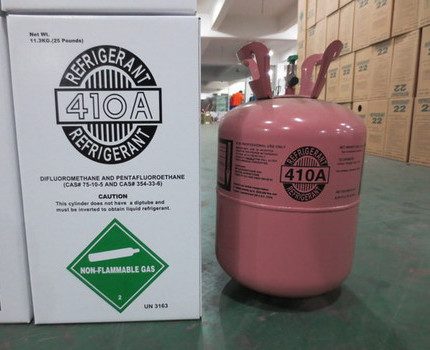 Net Wt.
11.3KG.(25 Pounds)
REFRIGERANT
410A
REFRIGERANT
DIFLUOROMETHANE AND PENTAFLUOROETHANE
(CAS# 75-10-5 AND CAS# 354-33-6)
CAUTION
This cylinder does not have a diptube and
must be inverted to obtain liquid refrigerant.
NON-FLAMMABLE GAS
2
UN 3163
REFRIGERANT
410A
REFRIGERANT
22
22
22
22